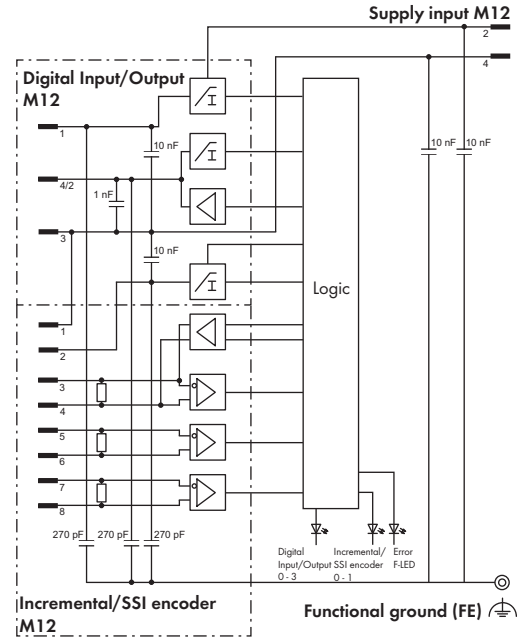 Supply input M12
2
4
Digital Input/Output
M12
1
10 nF
10 nF
10 nF
4/2
1 nF
3
10 nF
Logic
1
2
3
4
5
6
7
8
270 pF
270 pF
270 pF
Digital
Input/Output
0 - 3
Incremental/
SSI encoder
0 - 1
Error
F-LED
Incremental/SSI encoder
M12
Functional ground (FE)